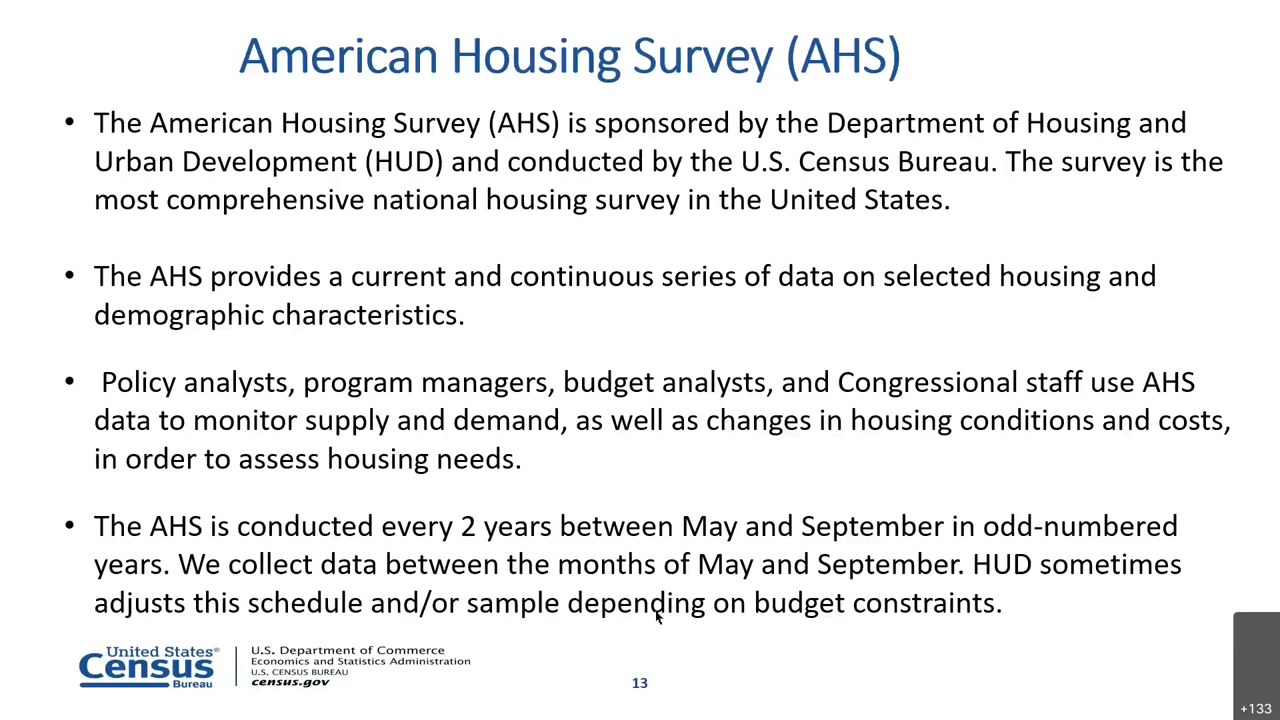 American Housing Survey (AHS)
• The American Housing Survey (AHS) is sponsored by the Department of Housing and
Urban Development (HUD) and conducted by the U.S. Census Bureau. The survey is the
most comprehensive national housing survey in the United States.
• The AHS provides a current and continuous series of data on selected housing and
demographic characteristics.
• Policy analysts, program managers, budget analysts, and Congressional staff use AHS
data to monitor supply and demand, as well as changes in housing conditions and costs,
in order to assess housing needs.
• The AHS is conducted every 2 years between May and September in odd-numbered
years. We collect data between the months of May and September. HUD sometimes
adjusts this schedule and/or sample depending on budget constraints.
United States®
Census
Bureau
U.S. Department of Commerce
Economics and Statistics Administration
U.S. CENSUS BUREAU
census.gov
13
+133